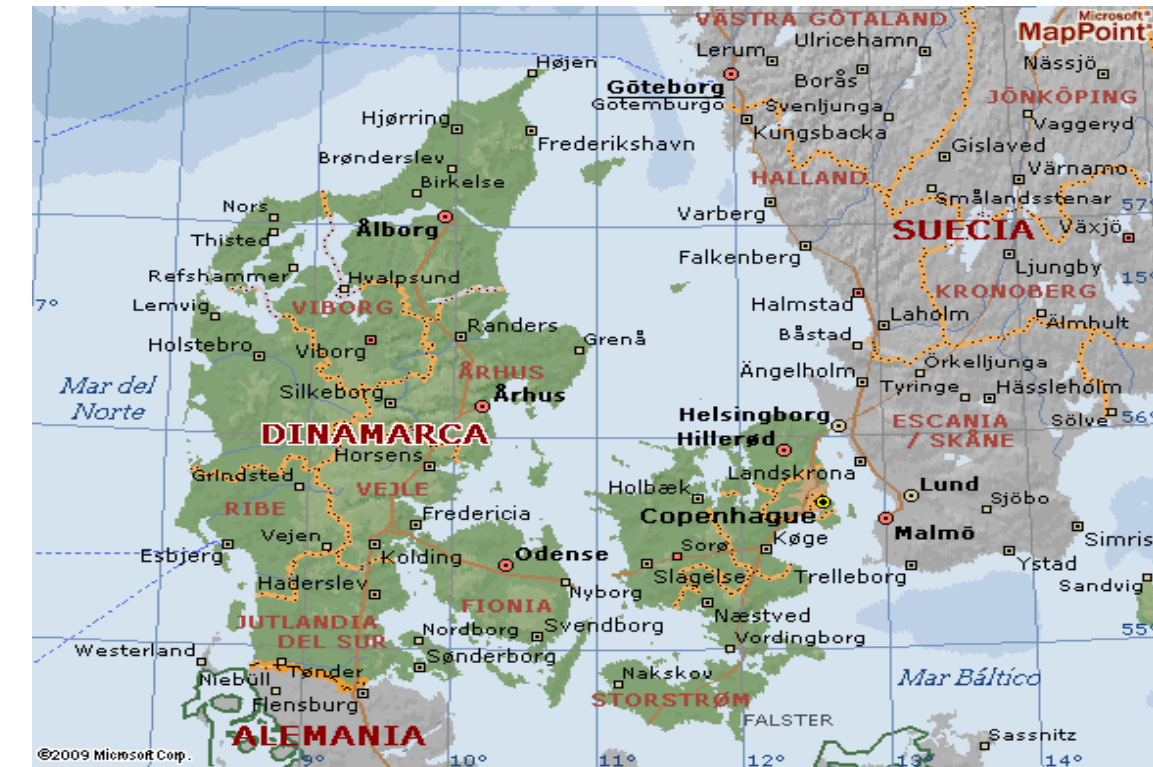 VÄSTRA GÖTALAND
Microsoft®
MapPoint®
Lerum
Ulricehamn
Højen
Nässjö
Borås
Göteborg
Götemburgo
Svenljunga
JÖNKÖPING
Hjørring
Kungsbacka
Vaggeryd
Frederikshavn
Gislaved
Brønderslev
Birkelse
HALLAND
Värnamo
Smålandsstenar
57°
Nors
Varberg
Thisted
Ålborg
SUECIA
Växjö
Refshammer
Hvalpsund
Falkenberg
Ljungby
15°
7°
Lemvig
VIBORG
Halmstad
KRONOBERG
Laholm
Älmhult
Holstebro
Viborg
Randers
Grenå
Båstad
Mar del
Norte
ÅRHUS
Ängelholm
Örkelljunga
Silkeborg
Århus
Tyringe
Hässleholm
Helsingborg
ESCANIA
/ SKÅNE
Sölve
56°
DINAMARCA
Hillerød
Horsens
Landskrona
Grindsted
VEJLE
Holbæk
Lund
Sjöbo
RIBE
Fredericia
Copenhague
Malmö
Vejen
Køge
Simris
Esbjerg
Kolding
Odense
Sorø
Ystad
Haderslev
Slagelse
Trelleborg
Sandvig
Nyborg
FIONIA
Næstved
JUTLANDIA
DEL SUR
Nordborg
Svendborg
Vordingborg
55°
Westerland
Tønder
Sønderborg
Niebüll
Nakskov
Mar Báltico
Flensburg
STORSTRØM
FALSTER
ALEMANIA
Sassnitz
©2009 Microsoft Corp.
9°
10°
11°
12°
13°
14°